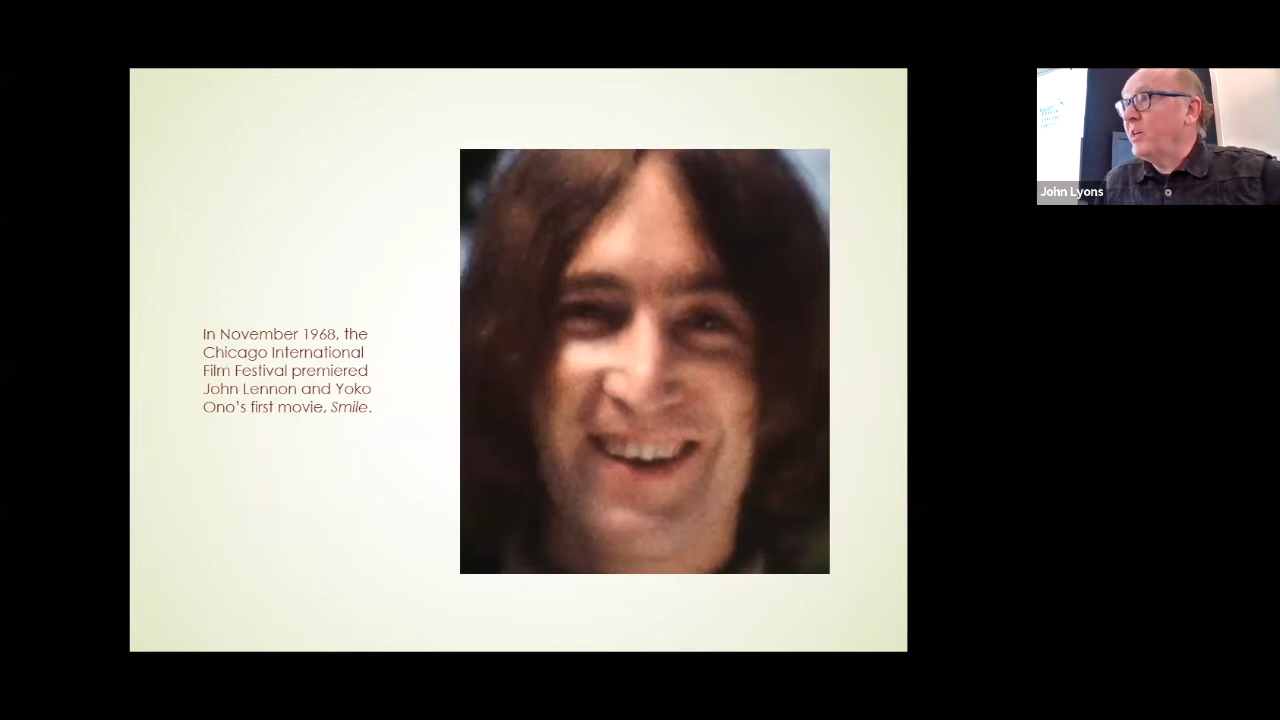 In November 1968, the
Chicago International
Film Festival premiered
John Lennon and Yoko
Ono’s first movie, Smile.
John Lyons